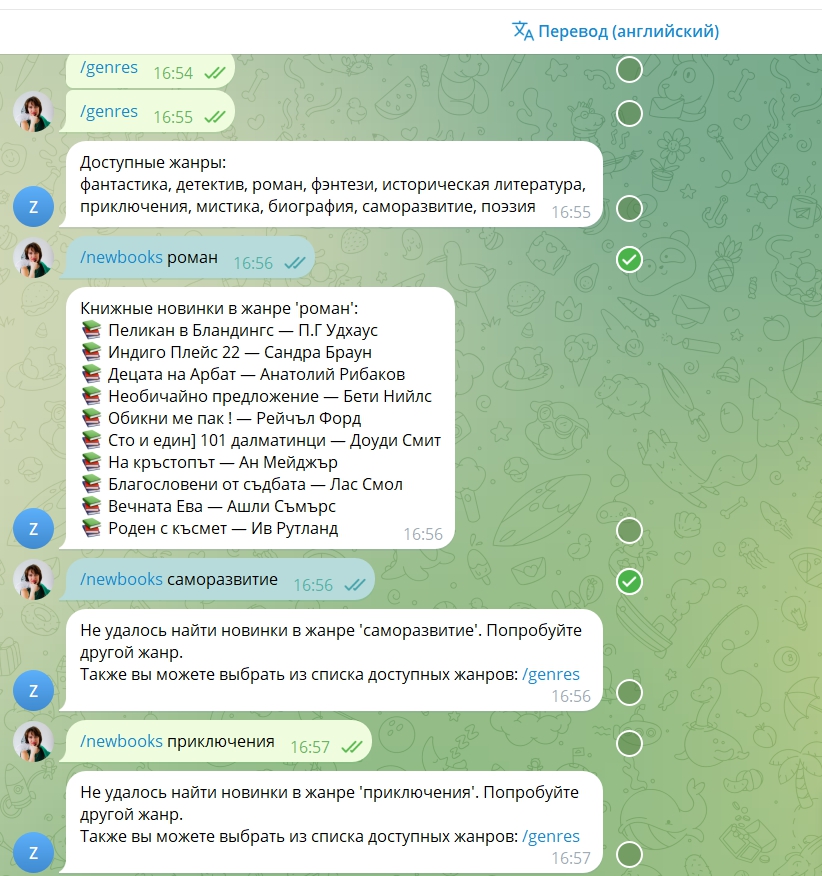 Перевод (английский)
/genres 16:54
/genres 16:55
Доступные жанры:
фантастика, детектив, роман, фэнтези, историческая литература,
приключения, мистика, биография, саморазвитие, поэзия 16:55
Z
/newbooks роман 16:56
Книжные новинки в жанре 'роман':
Пеликан в Бландингс — П.Г Удхаус
Индиго Плейс 22 — Сандра Браун
Децата на Арбат — Анатолий Рибаков
Необичайно предложение — Бети Нийлс
Обикни ме пак ! — Рейчъл Форд
Сто и един] 101 далматинци — Доуди Смит
На кръстопът — Ан Мейджър
Благословени от съдбата — Лас Смол
Вечната Ева — Ашли Съмърс
Роден с късмет — Ив Рутланд 16:56
Z
/newbooks саморазвитие 16:56
Не удалось найти новинки в жанре 'саморазвитие'. Попробуйте
другой жанр.
Также вы можете выбрать из списка доступных жанров: /genres
16:56
Z
/newbooks приключения 16:57
Не удалось найти новинки в жанре 'приключения'. Попробуйте
другой жанр.
Также вы можете выбрать из списка доступных жанров: /genres
16:57
Z